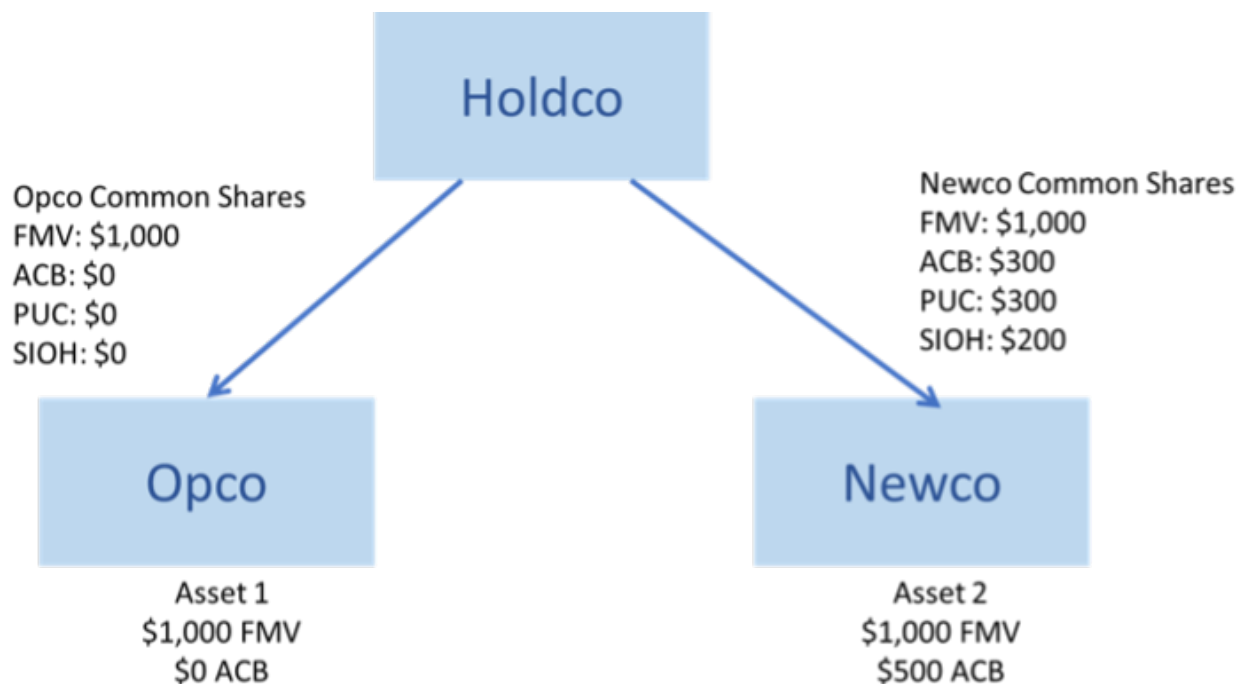 Holdco
Opco Common Shares
FMV: $1,000
ACB: $0
PUC: $0
SIOH: $0
Newco Common Shares
FMV: $1,000
ACB: $300
PUC: $300
SIOH: $200
Opco
Newco
Asset 1
$1,000 FMV
$0 ACB
Asset 2
$1,000 FMV
$500 ACB